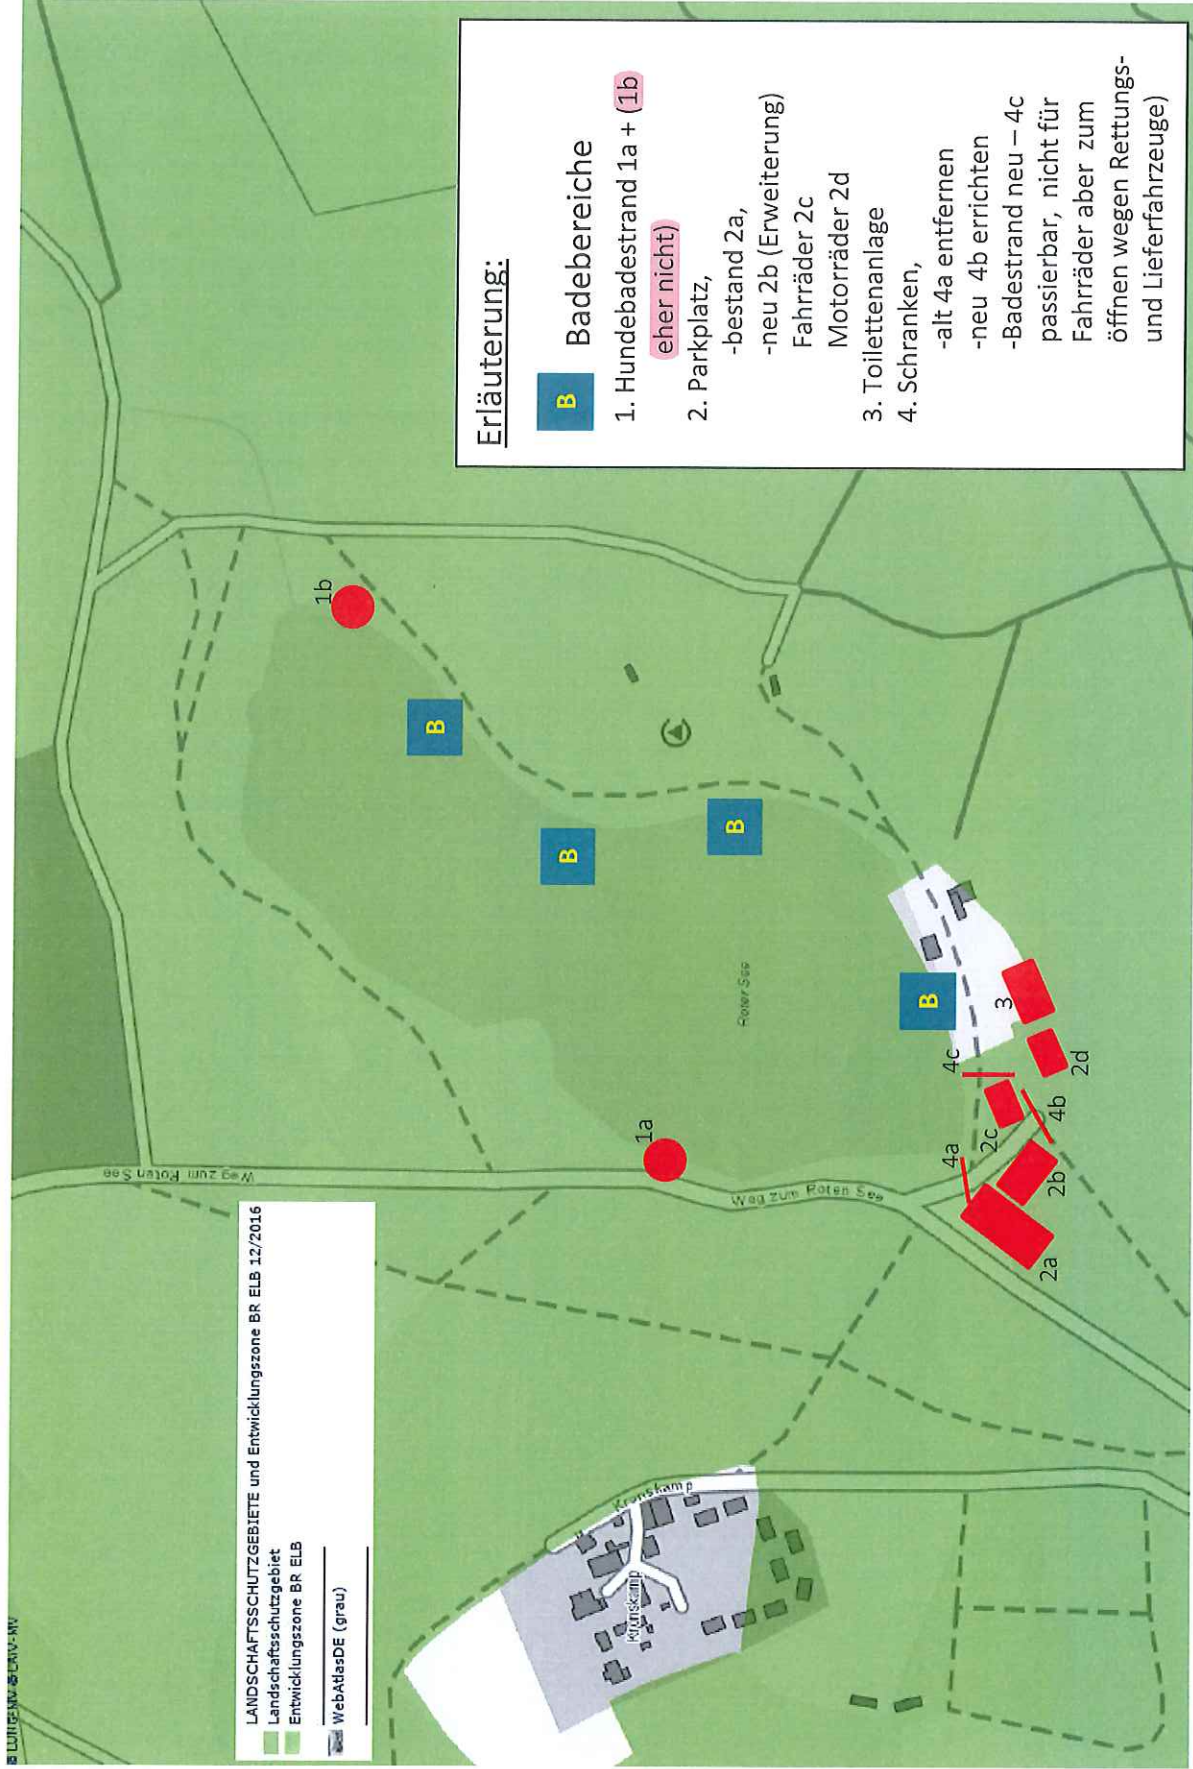 © LUNG-MV © LAiV-MV
LANDSCHAFTSSCHUTZGEBIETE und Entwicklungszone BR ELB 12/2016
Landschaftsschutzgebiet
Entwicklungszone BR ELB
WebAtlasDE (grau)
Erläuterung:
B Badebereiche
1. Hundebadestrand 1a + (1b
eher nicht)
2. Parkplatz,
-bestand 2a,
-neu 2b (Erweiterung)
Fahrräder 2c
Motorräder 2d
3. Toilettenanlage
4. Schranken,
-alt 4a entfernen
-neu 4b errichten
-Badestrand neu – 4c
passierbar, nicht für
Fahrräder aber zum
öffnen wegen Rettungs-
und Lieferfahrzeuge)
Weg zum Roten See
Weg zum Roten See
1a
1b
B
B
B
B
Roter See
Kronskamp
Kronskamp
4a
4c
2c
4b
2b
2a
2d
3